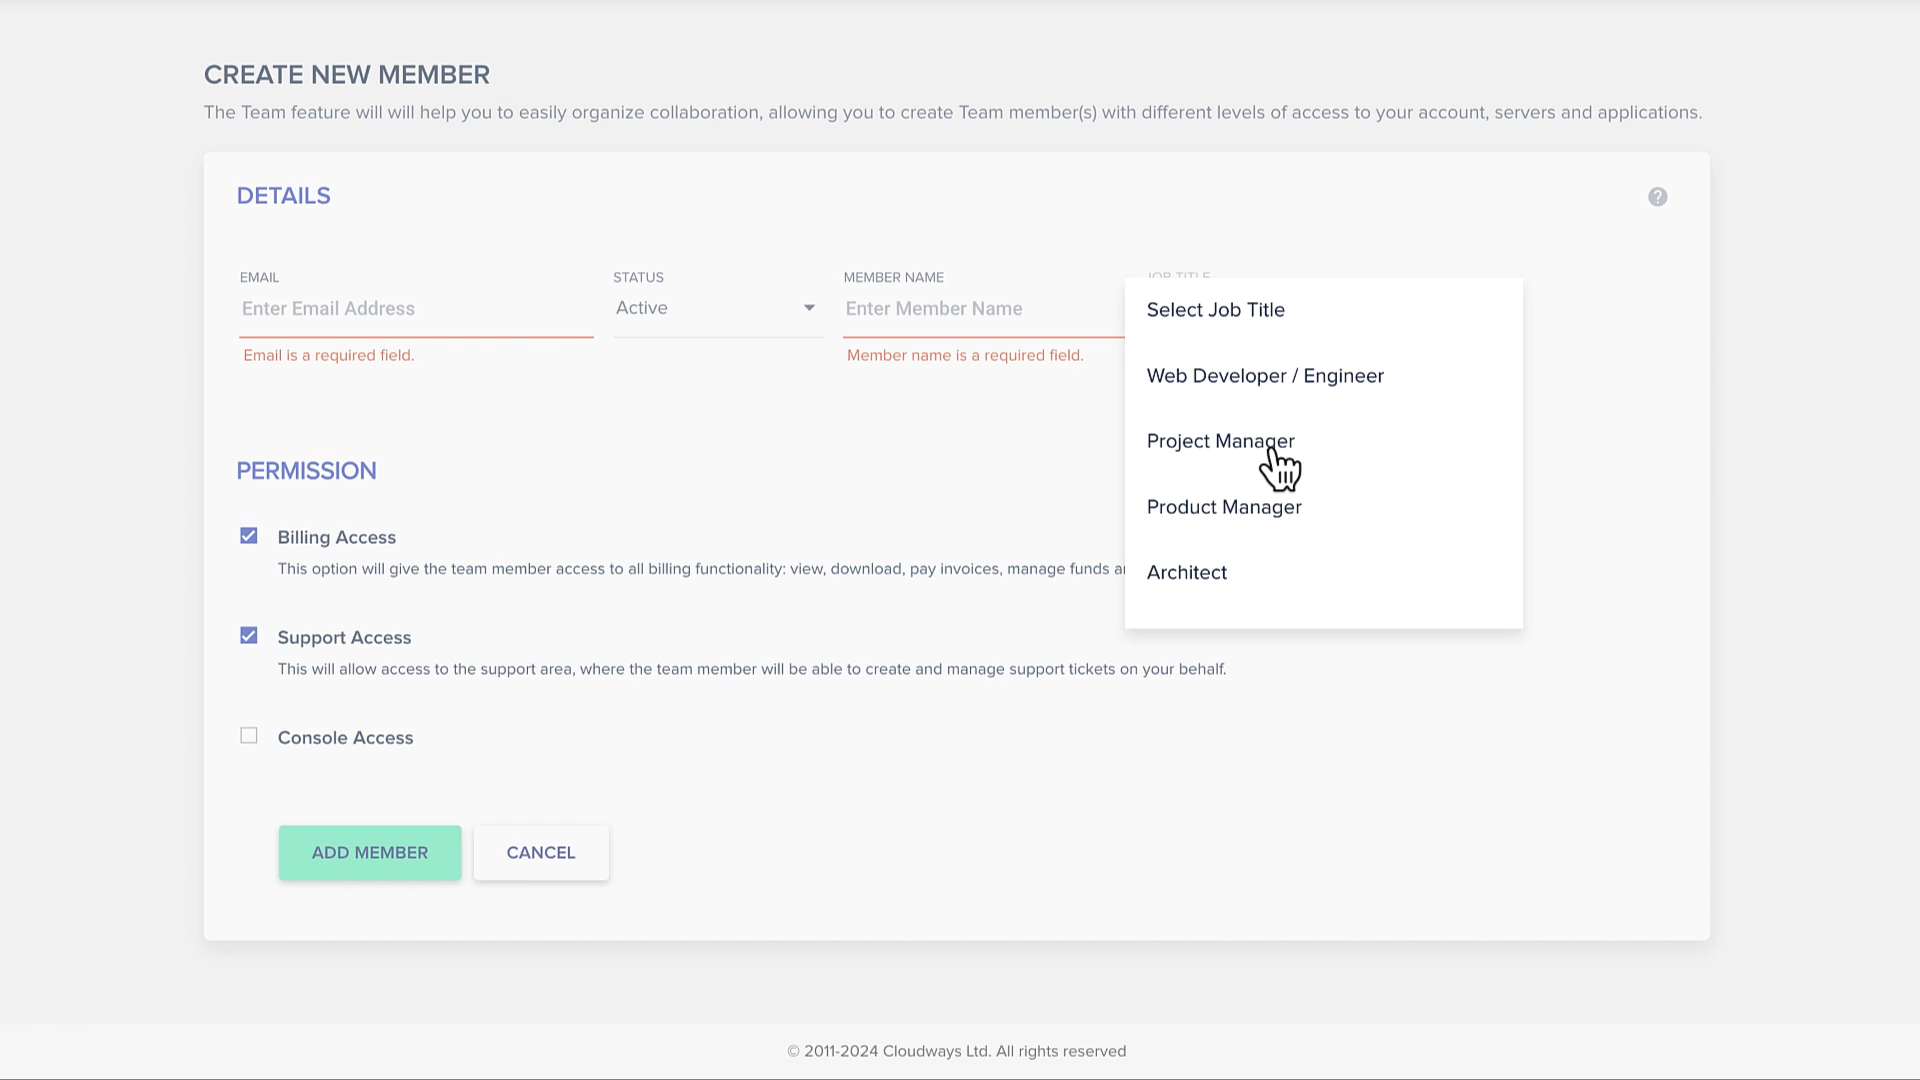 CREATE NEW MEMBER
The Team feature will will help you to easily organize collaboration, allowing you to create Team member(s) with different levels of access to your account, servers and applications.
DETAILS
?
EMAIL
STATUS
MEMBER NAME
JOB TITLE
Enter Email Address
Active
Enter Member Name
Select Job Title
Email is a required field.
Member name is a required field.
Web Developer / Engineer
Project Manager
Product Manager
Architect
PERMISSION
Billing Access
This option will give the team member access to all billing functionality: view, download, pay invoices, manage funds
Support Access
This will allow access to the support area, where the team member will be able to create and manage support tickets on your behalf.
Console Access
ADD MEMBER
CANCEL
© 2011-2024 Cloudways Ltd. All rights reserved